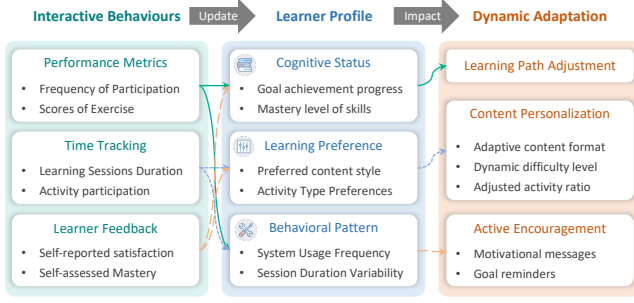 Interactive Behaviours
Update
Learner Profile
Impact
Dynamic Adaptation
Performance Metrics
• Frequency of Participation
• Scores of Exercise
Time Tracking
• Learning Sessions Duration
• Activity participation
Learner Feedback
• Self-reported satisfaction
• Self-assessed Mastery
Cognitive Status
• Goal achievement progress
• Mastery level of skills
Learning Preference
• Preferred content style
• Activity Type Preferences
Behavioral Pattern
• System Usage Frequency
• Session Duration Variability
Learning Path Adjustment
Content Personalization
• Adaptive content format
• Dynamic difficulty level
• Adjusted activity ratio
Active Encouragement
• Motivational messages
• Goal reminders